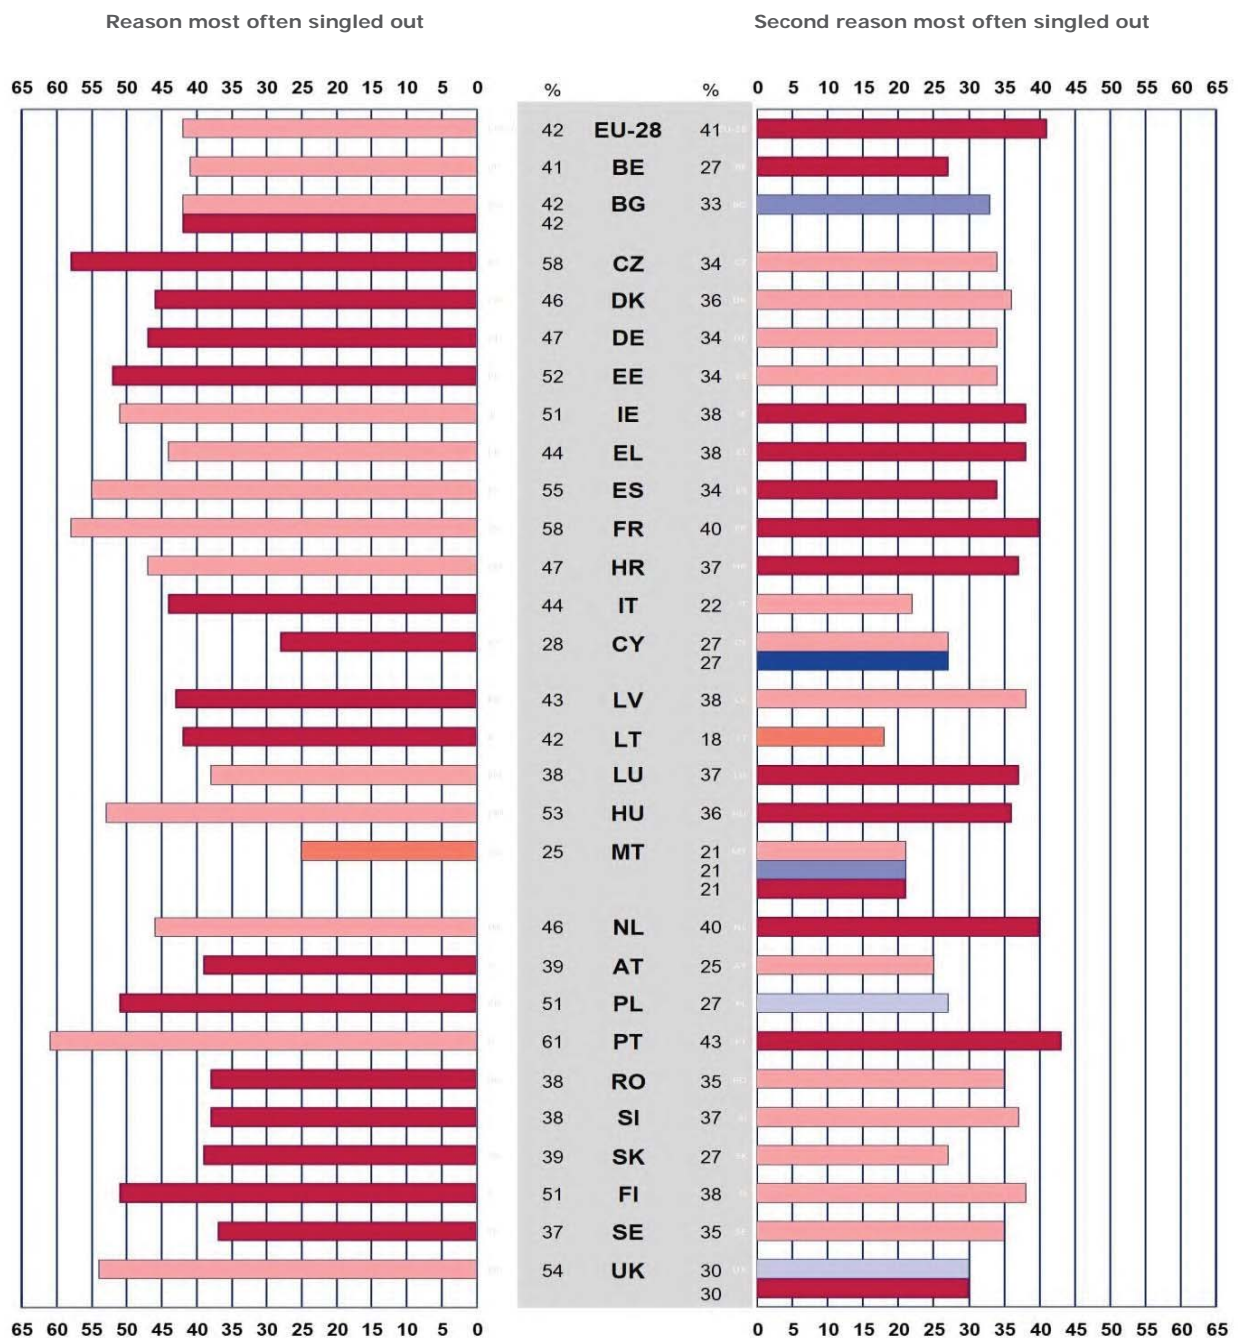 Reason most often singled out
Second reason most often singled out
65 60 55 50 45 40 35 30 25 20 15 10 5 0 % % 0 5 10 15 20 25 30 35 40 45 50 55 60 65
42 EU-28 41
41 BE 27
42 BG 33
42
58 CZ 34
46 DK 36
47 DE 34
52 EE 34
51 IE 38
44 EL 38
55 ES 34
58 FR 40
47 HR 37
44 IT 22
28 CY 27
27
43 LV 38
42 LT 18
38 LU 37
53 HU 36
25 MT 21
21
21
46 NL 40
39 AT 25
51 PL 27
61 PT 43
38 RO 35
38 SI 37
39 SK 27
51 FI 38
37 SE 35
54 UK 30
30
65 60 55 50 45 40 35 30 25 20 15 10 5 0 0 5 10 15 20 25 30 35 40 45 50 55 60 65